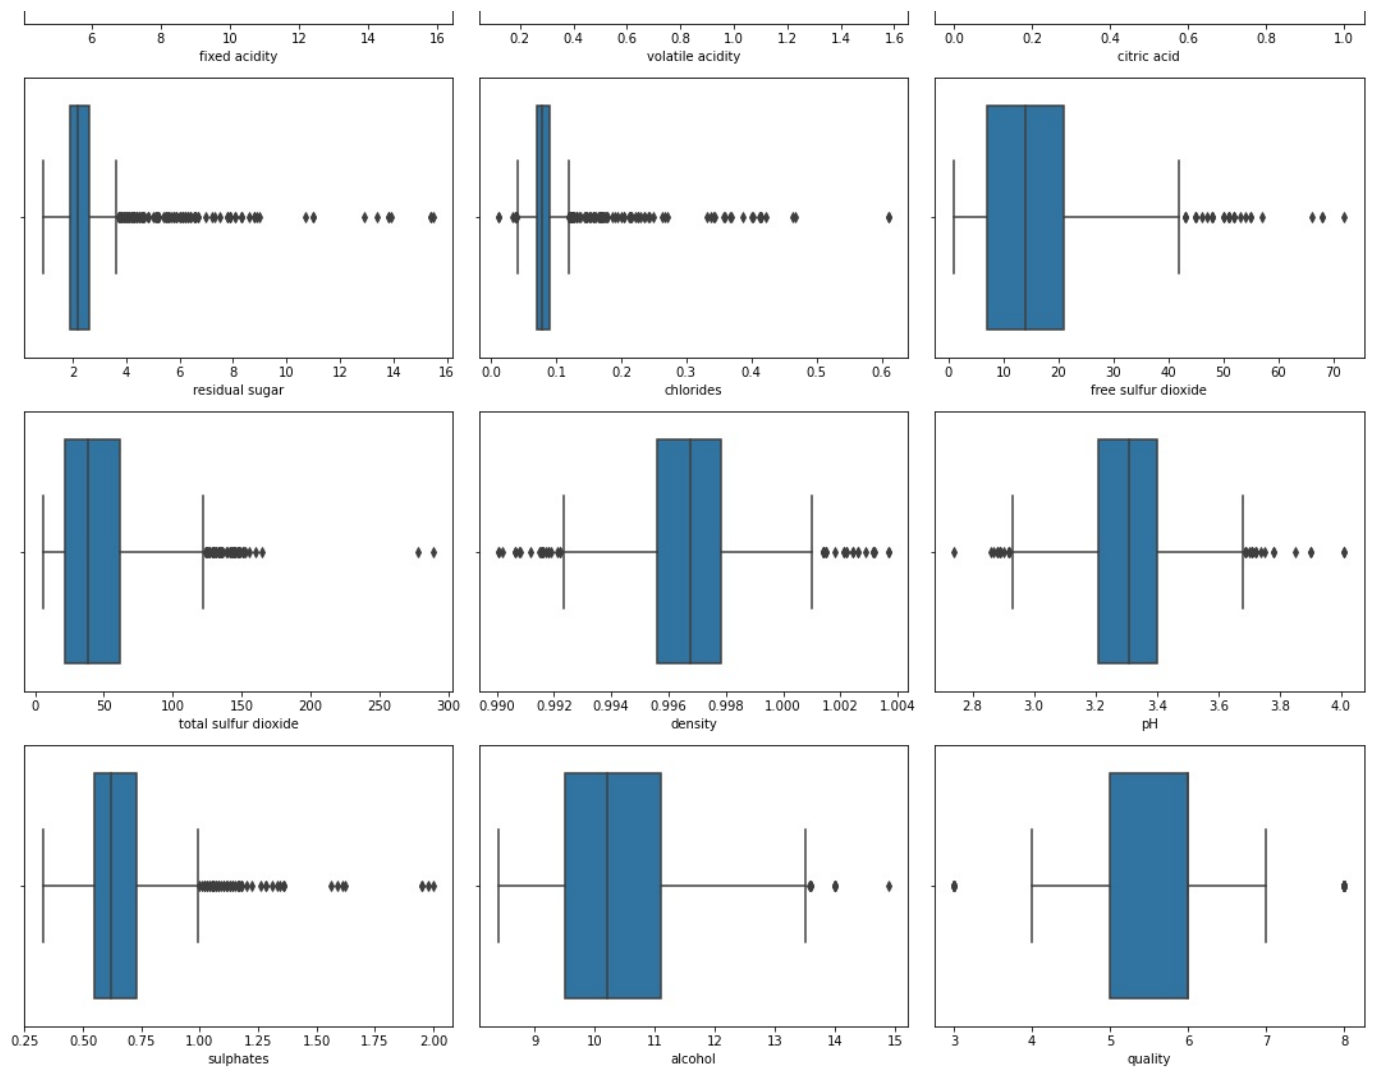 6 8 10 12 14 16
fixed acidity
0.2 0.4 0.6 0.8 1.0 1.2 1.4 1.6
volatile acidity
0.0 0.2 0.4 0.6 0.8 1.0
citric acid
2 4 6 8 10 12 14 16
residual sugar
0.0 0.1 0.2 0.3 0.4 0.5 0.6
chlorides
0 10 20 30 40 50 60 70
free sulfur dioxide
0 50 100 150 200 250 300
total sulfur dioxide
0.990 0.992 0.994 0.996 0.998 1.000 1.002 1.004
density
2.8 3.0 3.2 3.4 3.6 3.8 4.0
pH
0.25 0.50 0.75 1.00 1.25 1.50 1.75 2.00
sulphates
9 10 11 12 13 14 15
alcohol
3 4 5 6 7 8
quality